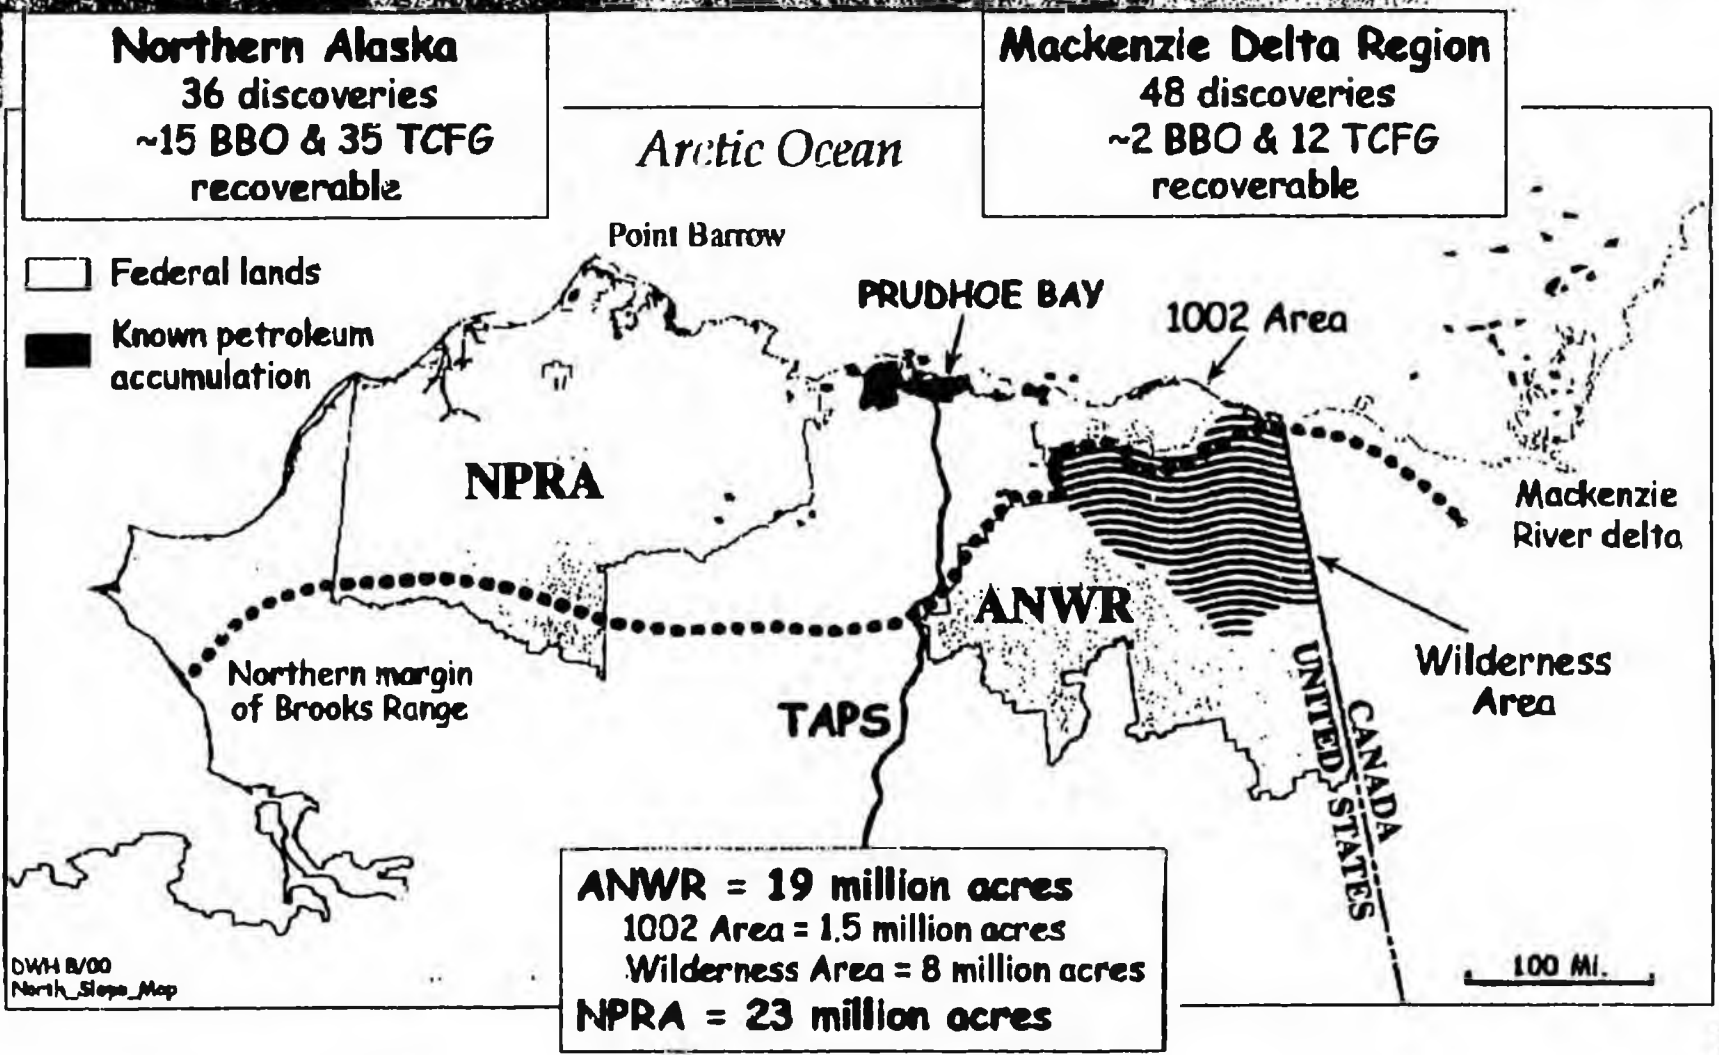 Northern Alaska
36 discoveries
~15 BBO & 35 TCFG
recoverable
Mackenzie Delta Region
48 discoveries
~2 BBO & 12 TCFG
recoverable
Arctic Ocean
Point Barrow
Federal lands
Known petroleum
accumulation
PRUDHOE BAY
1002 Area
NPRA
Mackenzie
River delta
ANWR
Northern margin
of Brooks Range
TAPS
Wilderness
Area
UNITED STATES
CANADA
ANWR = 19 million acres
1002 Area = 1.5 million acres
Wilderness Area = 8 million acres
NPRA = 23 million acres
DWH 8/00
North_Slope_Map
100 Mi.